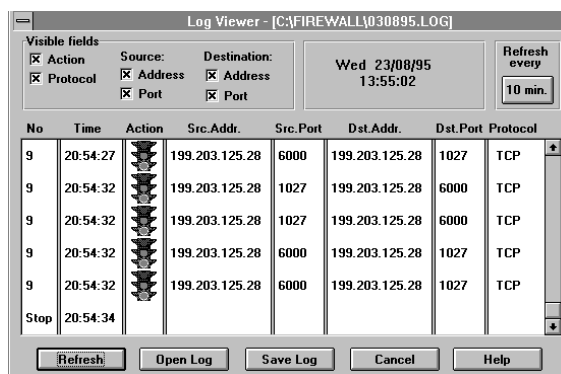 Log Viewer - [C:\FIREWALL\030895.LOG]
Visible fields
Action
Protocol
Source:
Address
Port
Destination:
Address
Port
Wed 23/08/95
13:55:02
Refresh
every
10 min.
No Time Action Src.Addr. Src.Port Dst.Addr. Dst.Port Protocol
9 20:54:27 199.203.125.28 6000 199.203.125.28 1027 TCP
9 20:54:32 199.203.125.28 1027 199.203.125.28 6000 TCP
9 20:54:32 199.203.125.28 1027 199.203.125.28 6000 TCP
9 20:54:32 199.203.125.28 6000 199.203.125.28 1027 TCP
9 20:54:32 199.203.125.28 6000 199.203.125.28 1027 TCP
Stop 20:54:34
Refresh Open Log Save Log Cancel Help